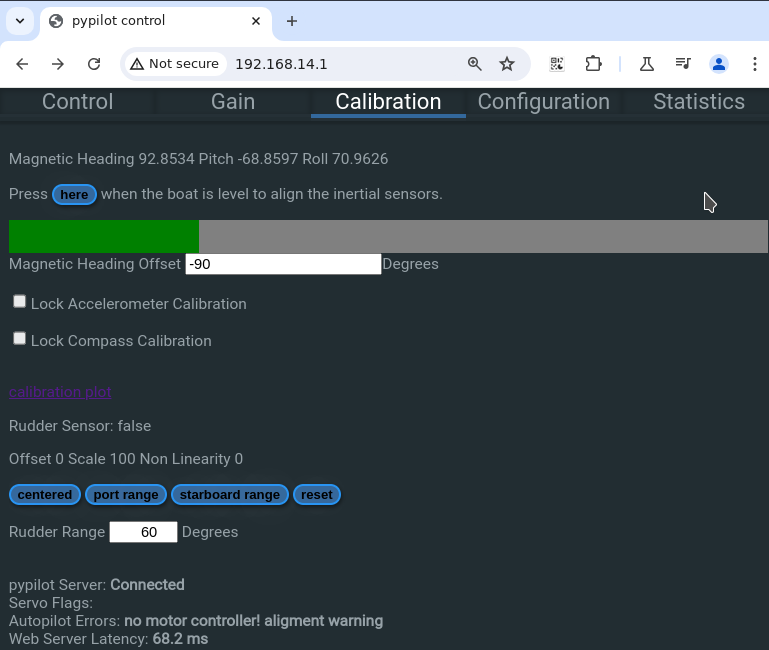 pypilot control
Not secure 192.168.14.1
Control Gain Calibration Configuration Statistics
Magnetic Heading 92.8534 Pitch -68.8597 Roll 70.9626
Press here when the boat is level to align the inertial sensors.
Magnetic Heading Offset -90 Degrees
Lock Accelerometer Calibration
Lock Compass Calibration
calibration plot
Rudder Sensor: false
Offset 0 Scale 100 Non Linearity 0
centered port range starboard range reset
Rudder Range 60 Degrees
pypilot Server: Connected
Servo Flags:
Autopilot Errors: no motor controller! aligment warning
Web Server Latency: 68.2 ms